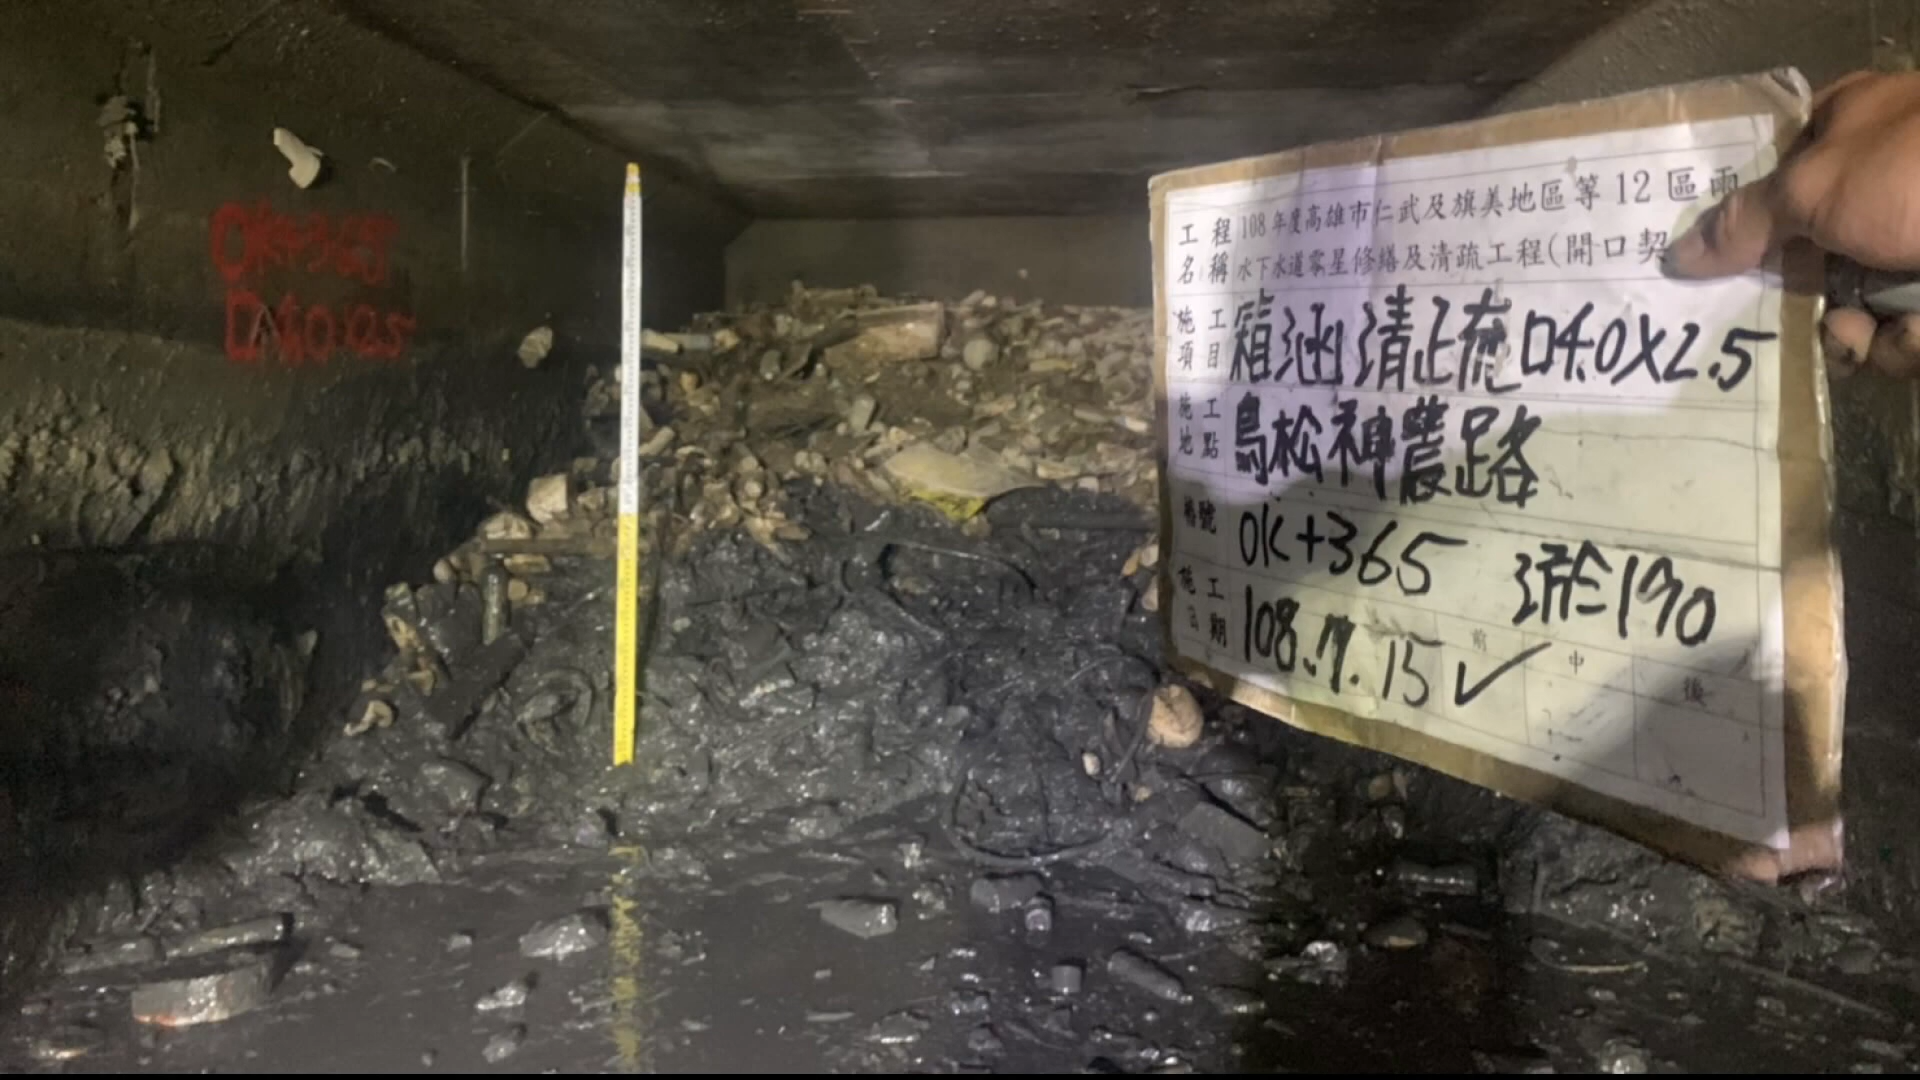 0K+365
工程名稱 108年度高雄市仁武及旗美地區等12區雨
水下水道零星修繕及清疏工程(開口契
施工項目 箱涵清疏口4.0X2.5
施工地點 鳥松神農路
樁號 0K+365 淤170
施工日期 108.7.15 ✓ 前 中 後